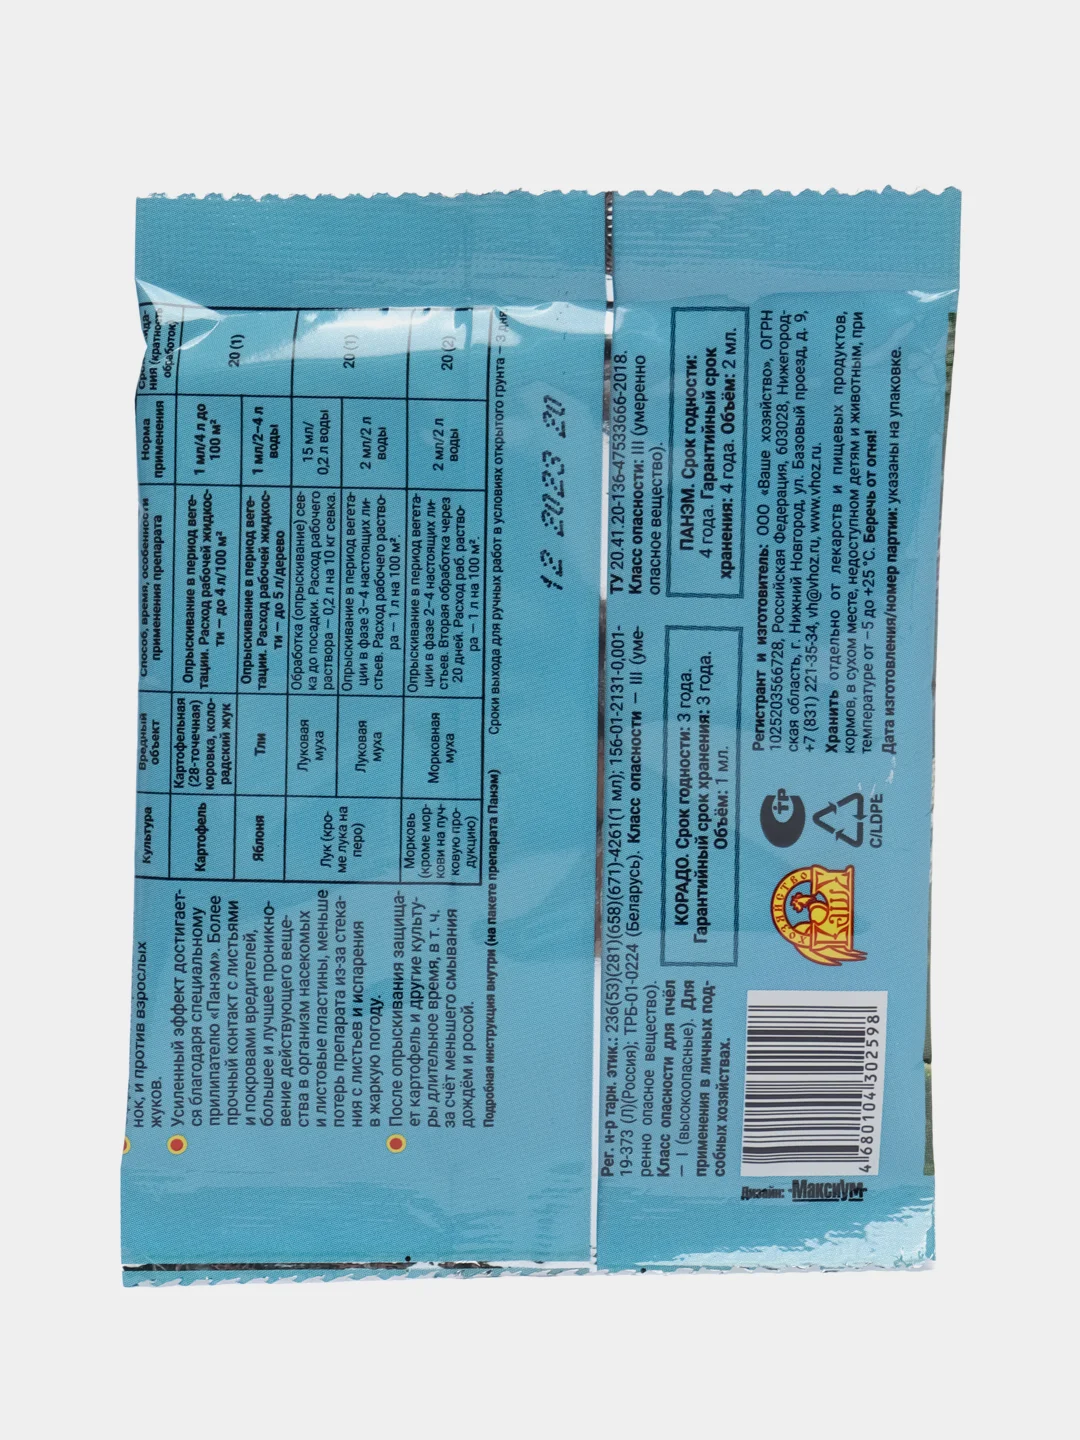 нок, и против взрослых
жуков.
Усиленный эффект достигает-
ся благодаря специальному
прилипателю «Панэм». Более
прочный контакт с листьями
и покровами вредителей,
большее и лучшее проникно-
вение действующего веще-
ства в организм насекомых
и листовые пластины, меньше
потерь препарата из-за стека-
ния с листьев и испарения
в жаркую погоду.
После опрыскивания защища-
ет картофель и другие культу-
ры длительное время, в т. ч.
за счёт меньшего смывания
дождём и росой.
Культура
Вредный
объект
Способ, время, особенности
применения препарата
Норма
применения
ния (кратность
обработок)
Картофель
Картофельная
(28-точечная)
коровка, коло-
радский жук
Опрыскивание в период веге-
тации. Расход рабочей жидкос-
ти — до 4 л/100 м²
1 мл/4 л до
100 м²
20 (1)
Яблоня
Тли
Опрыскивание в период веге-
тации. Расход рабочей жидкос-
ти — до 5 л/дерево
1 мл/2–4 л
воды
Лук (кро-
ме лука на
перо)
Луковая
муха
Обработка (опрыскивание) сев-
ка до посадки. Расход рабочего
раствора — 0,2 л на 10 кг севка.
15 мл/
0,2 л воды
20 (1)
Луковая
муха
Опрыскивание в период вегета-
ции в фазе 3–4 настоящих ли-
стьев. Расход рабочего раство-
ра — 1 л на 100 м².
2 мл/2 л
воды
Морковь
(кроме мор-
кови на пуч-
ковую про-
дукцию)
Морковная
муха
Опрыскивание в период вегета-
ции в фазе 2–4 настоящих ли-
стьев. Вторая обработка через
20 дней. Расход раб. раство-
ра — 1 л на 100 м².
2 мл/2 л
воды
20 (2)
Подробная инструкция внутри (на пакете препарата Панэм)
Сроки выхода для ручных работ в условиях открытого грунта — 3 дня
12 2023 20
Рег. н-р тарн. этик.: 236(53)(281)(658)(671)-4261(1 мл); 156-01-2131-0,001-
19-373 (Л)(Россия); ТРБ-01-0224 (Беларусь). Класс опасности — III (уме-
ренно опасное вещество).
Класс опасности для пчёл
— I (высокоопасные). Для
применения в личных под-
собных хозяйствах.
КОРАДО. Срок годности: 3 года.
Гарантийный срок хранения: 3 года.
Объём: 1 мл.
ТУ 20.41.20-136-47533666-2018.
Класс опасности: III (умеренно
опасное вещество).
ПАНЭМ. Срок годности:
4 года. Гарантийный срок
хранения: 4 года. Объём: 2 мл.
4 680104 302598
Дизайн: Максиум
ХОЗЯЙСТВО
ВАШЕ
СТР
C/LDPE
Регистрант и изготовитель: ООО «Ваше хозяйство», ОГРН
1025203566728, Российская Федерация, 603028, Нижегород-
ская область, г. Нижний Новгород, ул. Базовый проезд, д. 9,
+7 (831) 221-35-34, vh@vhoz.ru, www.vhoz.ru.
Хранить отдельно от лекарств и пищевых продуктов,
кормов, в сухом месте, недоступном детям и животным, при
температуре от −5 до +25 °С. Беречь от огня!
Дата изготовления/номер партии: указаны на упаковке.